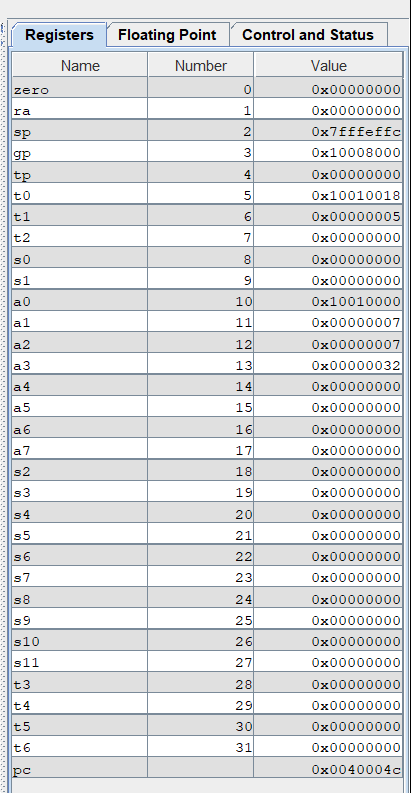 Registers Floating Point Control and Status
Name Number Value
zero 0 0x00000000
ra 1 0x00000000
sp 2 0x7fffeffc
gp 3 0x10008000
tp 4 0x00000000
t0 5 0x10010018
t1 6 0x00000005
t2 7 0x00000000
s0 8 0x00000000
s1 9 0x00000000
a0 10 0x10010000
a1 11 0x00000007
a2 12 0x00000007
a3 13 0x00000032
a4 14 0x00000000
a5 15 0x00000000
a6 16 0x00000000
a7 17 0x00000000
s2 18 0x00000000
s3 19 0x00000000
s4 20 0x00000000
s5 21 0x00000000
s6 22 0x00000000
s7 23 0x00000000
s8 24 0x00000000
s9 25 0x00000000
s10 26 0x00000000
s11 27 0x00000000
t3 28 0x00000000
t4 29 0x00000000
t5 30 0x00000000
t6 31 0x00000000
pc 0x0040004c